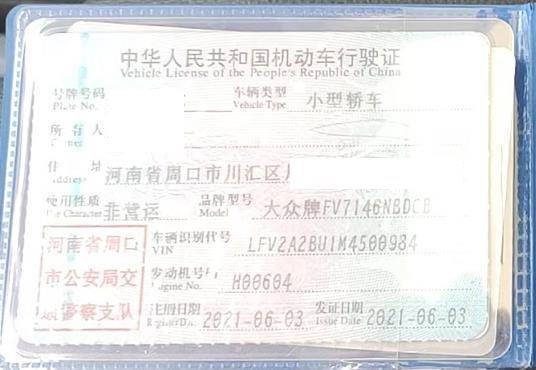 中华人民共和国机动车行驶证
Vehicle License of the People's Republic of China
号牌号码
Plate No.
车辆类型 小型轿车
Vehicle Type
所有人
住址 河南省周口市川汇区
Address
使用性质 非营运
Use Character
品牌型号 大众牌FV7146NBDCB
Model
河南省周口
市公安局交
警察支队
车辆识别代号 LFV2A2BU1M4500984
VIN
发动机号码 H00604
Engine No.
注册日期 2021-06-03
Register Date
发证日期 2021-06-03
Issue Date